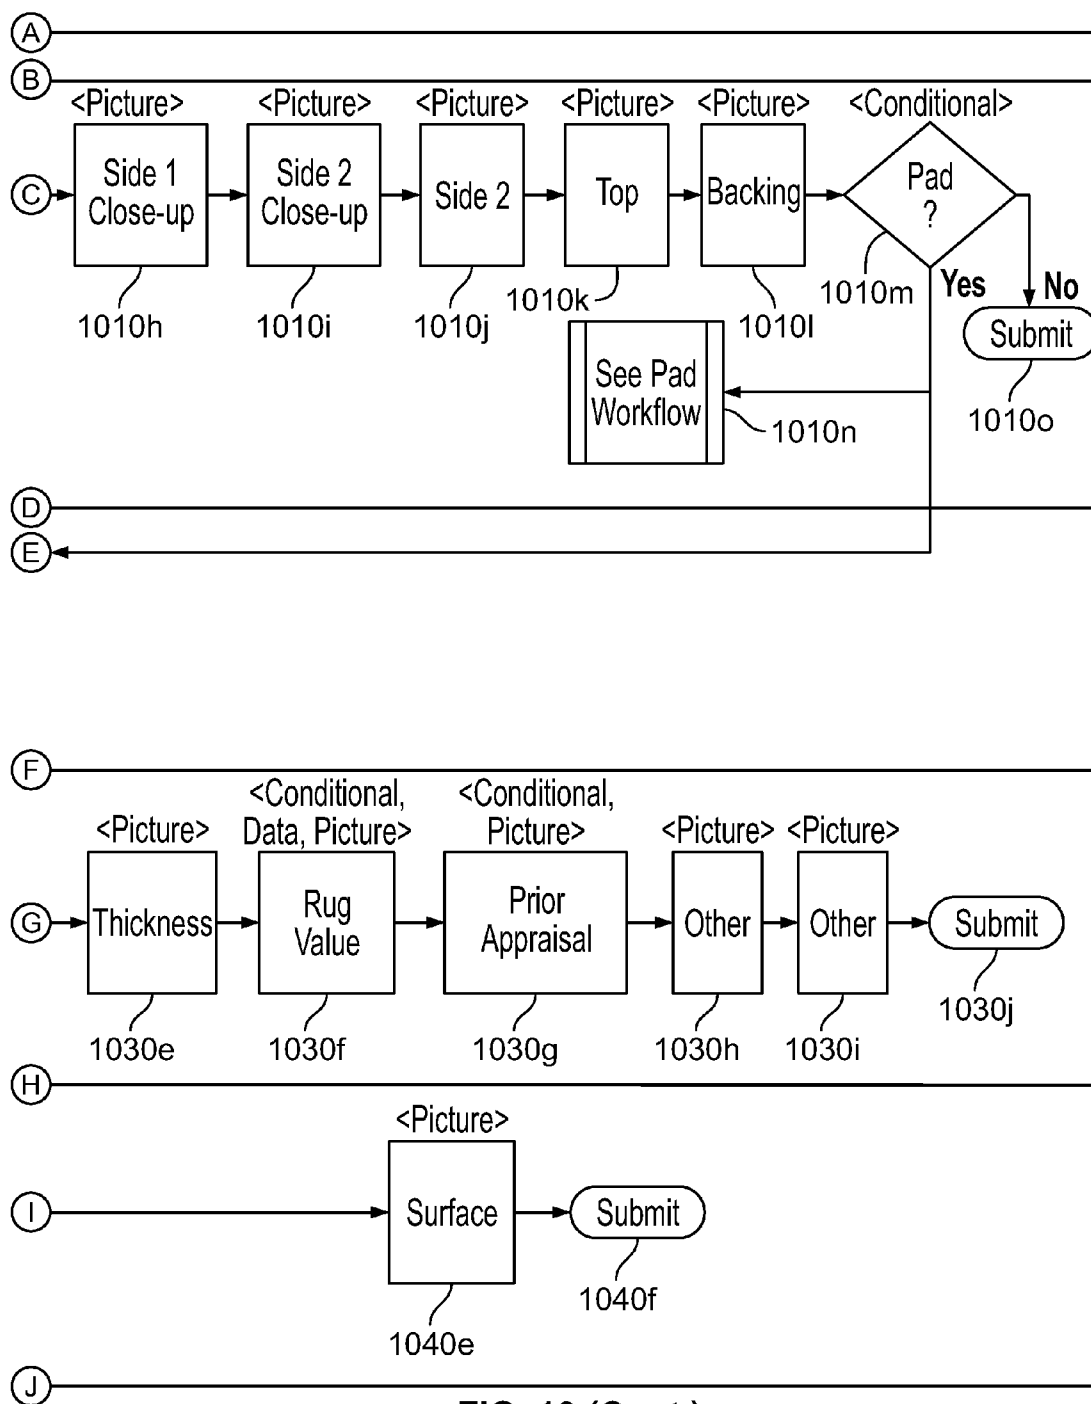 A
B
<Picture> <Picture> <Picture> <Picture> <Picture> <Conditional>
C
Side 1
Close-up
Side 2
Close-up
Side 2
Top
Backing
Pad
?
1010h
1010i
1010j
1010k
1010l
1010m
Yes
No
Submit
1010o
See Pad
Workflow
1010n
D
E
F
<Picture>
<Conditional,
Data, Picture>
<Conditional,
Picture>
<Picture> <Picture>
G
Thickness
Rug
Value
Prior
Appraisal
Other
Other
Submit
1030e
1030f
1030g
1030h
1030i
1030j
H
<Picture>
I
Surface
Submit
1040e
1040f
J